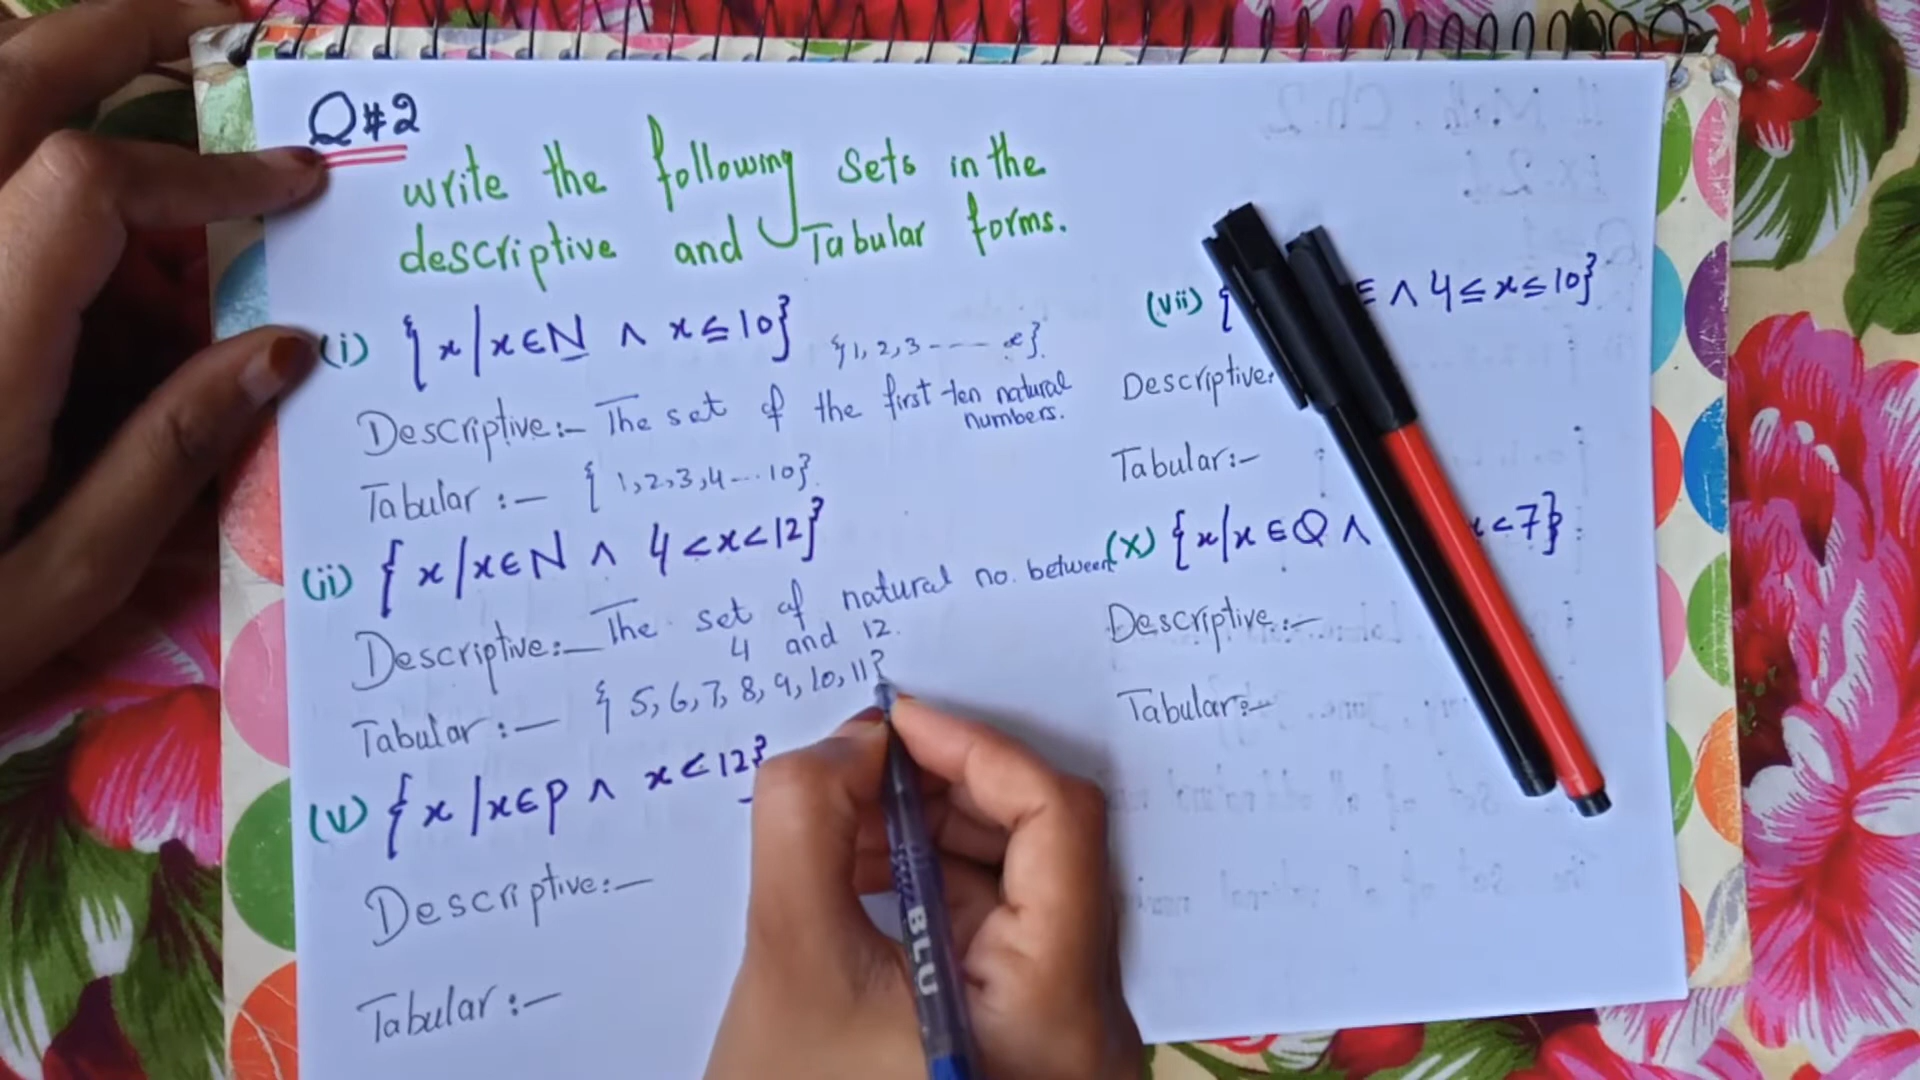 Q#2
write the following sets in the
descriptive and Tabular forms.
(i) {x/x∈N ∧ x≤10} {1,2,3----∞}.
Descriptive:- The set of the first ten natural
numbers.
Tabular :- {1,2,3,4...10}.
(ii) {x/x∈N ∧ 4<x<12}
Descriptive:- The set of natural no. between
4 and 12.
Tabular :- {5,6,7,8,9,10,11}
(v) {x/x∈P ∧ x<12}
Descriptive:-
Tabular :-
(vii) { E ∧ 4≤x≤10}
Descriptive:
Tabular:-
(x) {x/x∈Q ∧ x<7}
Descriptive:-
Tabular:-
BLU